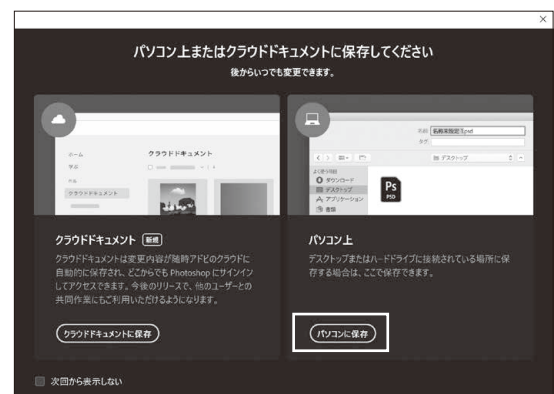 パソコン上またはクラウドドキュメントに保存してください
後からいつでも変更できます。
ホーム
学ぶ
クラウドドキュメント
クラウドドキュメント
クラウドドキュメント 新規
クラウドドキュメントは変更内容が随時アドビのクラウドに
自動的に保存され、どこからでも Photoshop にサインイン
してアクセスできます。今後のリリースで、他のユーザーとの
共同作業にもご利用いただけるようになります。
クラウドドキュメントに保存
名前:
タグ:
デスクトップ
よく使う項目
ダウンロード
デスクトップ
アプリケーション
書類
Ps
PSD
パソコン上
デスクトップまたはハードドライブに接続されている場所に保
存する場合は、ここで保存できます。
パソコンに保存
次回から表示しない